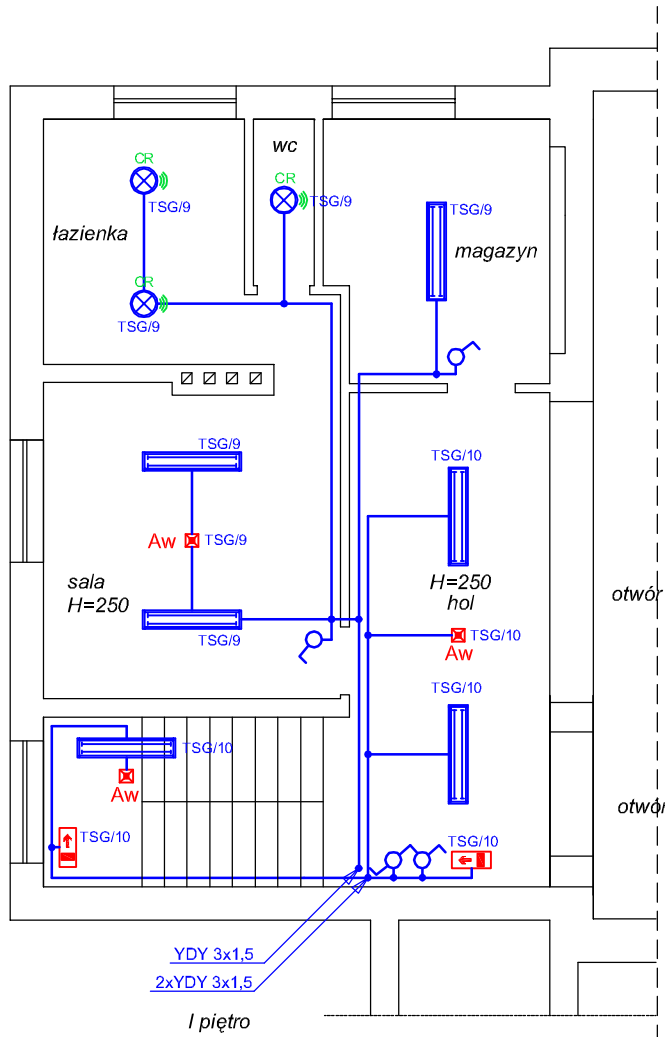 wc
CR
CR
TSG/9
TSG/9
TSG/9
łazienka
magazyn
CR
TSG/9
TSG/9
TSG/10
Aw
TSG/9
sala
H=250
H=250
hol
otwór
TSG/9
TSG/10
Aw
TSG/10
TSG/10
Aw
otwór
TSG/10
TSG/10
YDY 3x1,5
2xYDY 3x1,5
I piętro